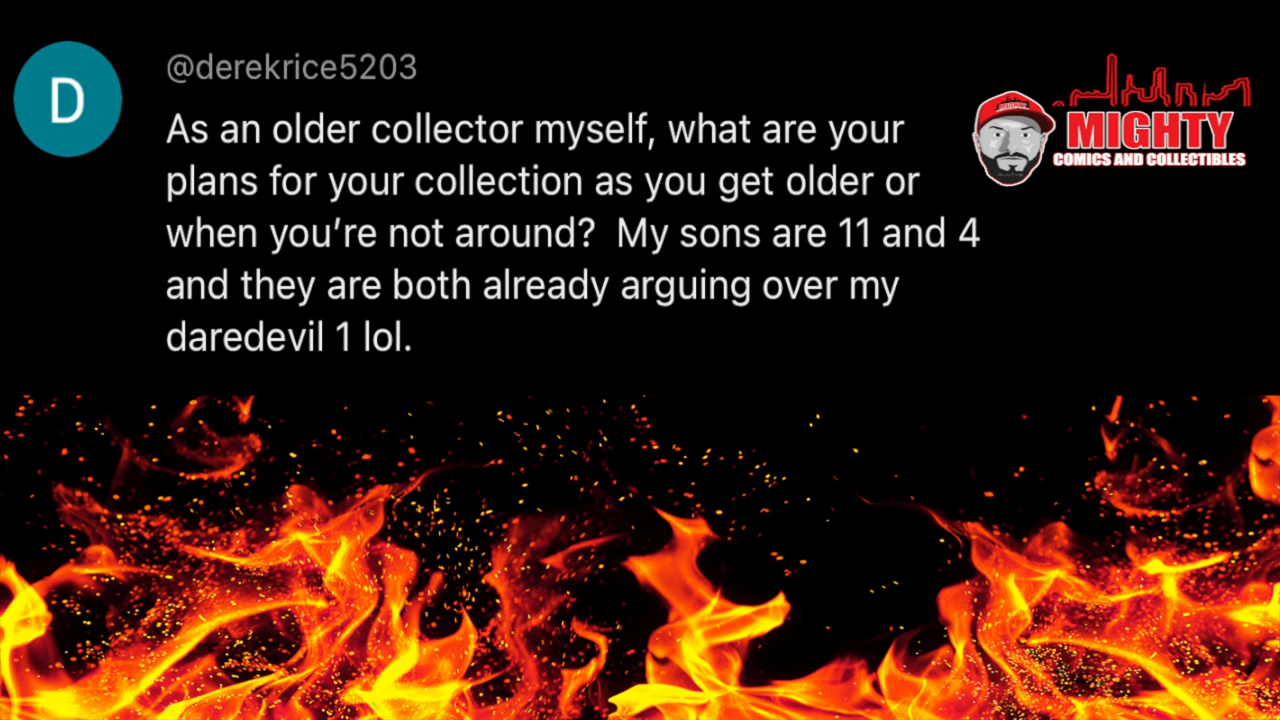 D
@derekrice5203
As an older collector myself, what are your
plans for your collection as you get older or
when you’re not around?  My sons are 11 and 4
and they are both already arguing over my
daredevil 1 lol.
MIGHTY
MIGHTY
COMICS AND COLLECTIBLES